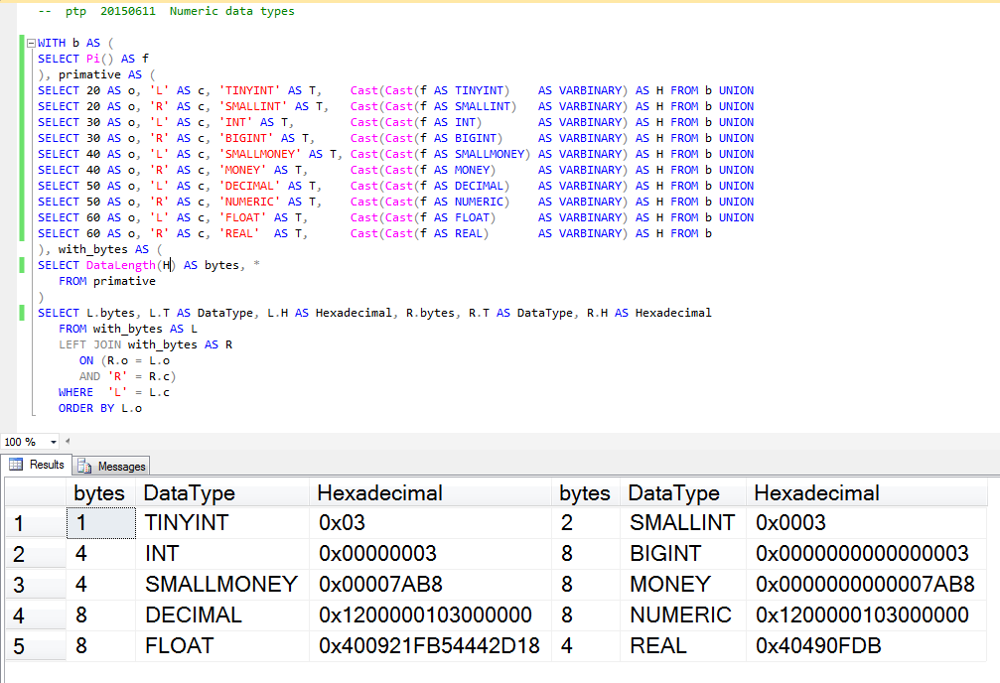 -- ptp 20150611 Numeric data types
WITH b AS (
SELECT Pi() AS f
), primative AS (
SELECT 20 AS o, 'L' AS c, 'TINYINT' AS T, Cast(Cast(f AS TINYINT) AS VARBINARY) AS H FROM b UNION
SELECT 20 AS o, 'R' AS c, 'SMALLINT' AS T, Cast(Cast(f AS SMALLINT) AS VARBINARY) AS H FROM b UNION
SELECT 30 AS o, 'L' AS c, 'INT' AS T, Cast(Cast(f AS INT) AS VARBINARY) AS H FROM b UNION
SELECT 30 AS o, 'R' AS c, 'BIGINT' AS T, Cast(Cast(f AS BIGINT) AS VARBINARY) AS H FROM b UNION
SELECT 40 AS o, 'L' AS c, 'SMALLMONEY' AS T, Cast(Cast(f AS SMALLMONEY) AS VARBINARY) AS H FROM b UNION
SELECT 40 AS o, 'R' AS c, 'MONEY' AS T, Cast(Cast(f AS MONEY) AS VARBINARY) AS H FROM b UNION
SELECT 50 AS o, 'L' AS c, 'DECIMAL' AS T, Cast(Cast(f AS DECIMAL) AS VARBINARY) AS H FROM b UNION
SELECT 50 AS o, 'R' AS c, 'NUMERIC' AS T, Cast(Cast(f AS NUMERIC) AS VARBINARY) AS H FROM b UNION
SELECT 60 AS o, 'L' AS c, 'FLOAT' AS T, Cast(Cast(f AS FLOAT) AS VARBINARY) AS H FROM b UNION
SELECT 60 AS o, 'R' AS c, 'REAL' AS T, Cast(Cast(f AS REAL) AS VARBINARY) AS H FROM b
), with_bytes AS (
SELECT DataLength(H) AS bytes, *
FROM primative
)
SELECT L.bytes, L.T AS DataType, L.H AS Hexadecimal, R.bytes, R.T AS DataType, R.H AS Hexadecimal
FROM with_bytes AS L
LEFT JOIN with_bytes AS R
ON (R.o = L.o
AND 'R' = R.c)
WHERE 'L' = L.c
ORDER BY L.o
100 %
Results Messages
bytes DataType Hexadecimal bytes DataType Hexadecimal
1 1 TINYINT 0x03 2 SMALLINT 0x0003
2 4 INT 0x00000003 8 BIGINT 0x0000000000000003
3 4 SMALLMONEY 0x00007AB8 8 MONEY 0x0000000000007AB8
4 8 DECIMAL 0x1200000103000000 8 NUMERIC 0x1200000103000000
5 8 FLOAT 0x400921FB54442D18 4 REAL 0x40490FDB